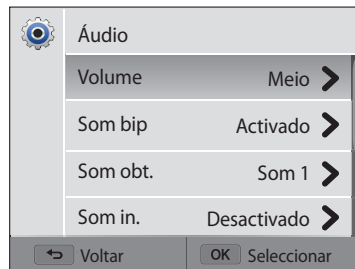 Áudio
Volume Meio
Som bip Activado
Som obt. Som 1
Som in. Desactivado
Voltar OK Seleccionar